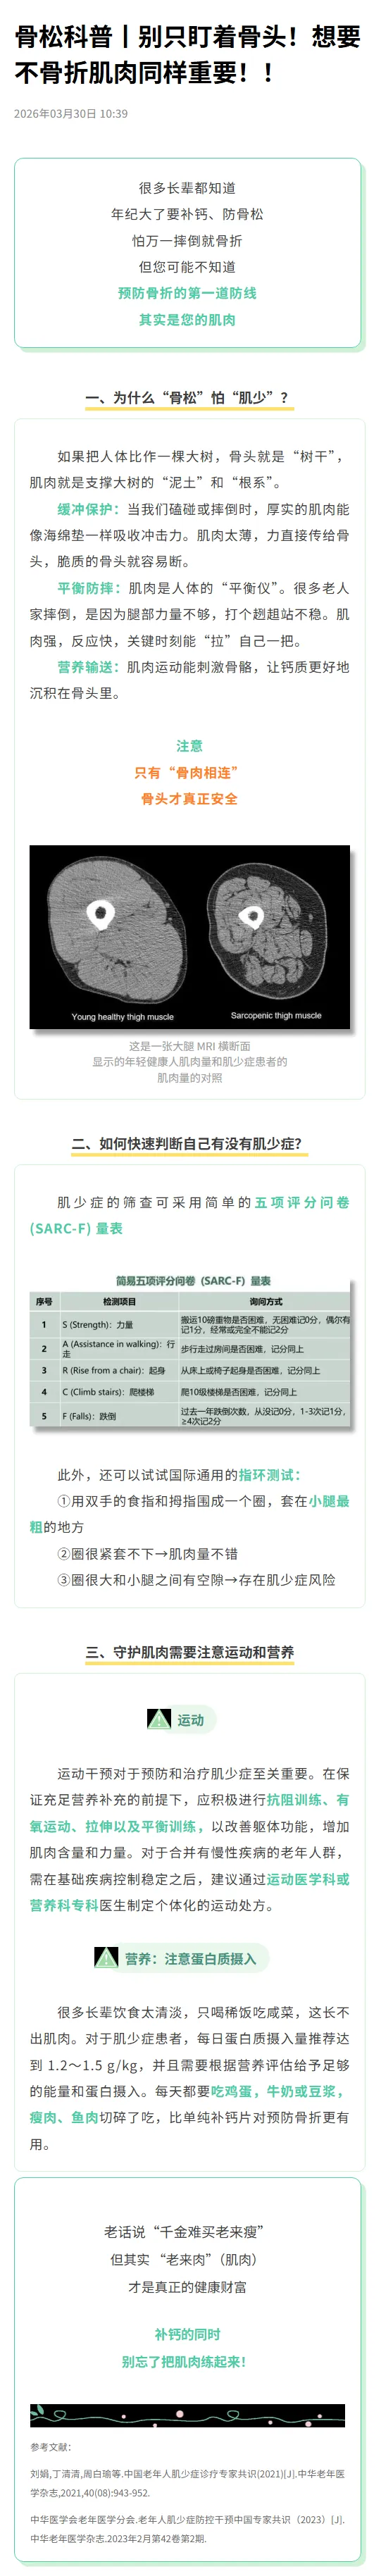 骨松科普丨别只盯着骨头！想要
不骨折肌肉同样重要！！
2026年03月30日 10:39
很多长辈都知道
年纪大了要补钙、防骨松
怕万一摔倒就骨折
但您可能不知道
预防骨折的第一道防线
其实是您的肌肉
一、为什么“骨松”怕“肌少”？
如果把人体比作一棵大树，骨头就是“树干”，
肌肉就是支撑大树的“泥土”和“根系”。
缓冲保护：当我们磕碰或摔倒时，厚实的肌肉能
像海绵垫一样吸收冲击力。肌肉太薄，力直接传给骨
头，脆质的骨头就容易断。
平衡防摔：肌肉是人体的“平衡仪”。很多老人
家摔倒，是因为腿部力量不够，打个趔趄站不稳。肌
肉强，反应快，关键时刻能“拉”自己一把。
营养输送：肌肉运动能刺激骨骼，让钙质更好地
沉积在骨头里。
注意
只有“骨肉相连”
骨头才真正安全
Young healthy thigh muscle
Sarcopenic thigh muscle
这是一张大腿 MRI 横断面
显示的年轻健康人肌肉量和肌少症患者的
肌肉量的对照
二、如何快速判断自己有没有肌少症？
肌少症的筛查可采用简单的五项评分问卷
(SARC-F) 量表
简易五项评分问卷（SARC-F）量表
序号 检测项目 询问方式
1 S (Strength)：力量 搬运10磅重物是否困难，无困难记0分，偶尔有
记1分，经常或完全不能记2分
2 A (Assistance in walking)：行
走 步行走过房间是否困难，记分同上
3 R (Rise from a chair)：起身 从床上或椅子起身是否困难，记分同上
4 C (Climb stairs)：爬楼梯 爬10级楼梯是否困难，记分同上
5 F (Falls)：跌倒 过去一年跌倒次数，从没记0分，1-3次记1分，
≥4次记2分
此外，还可以试试国际通用的指环测试：
①用双手的食指和拇指围成一个圈，套在小腿最
粗的地方
②圈很紧套不下→肌肉量不错
③圈很大和小腿之间有空隙→存在肌少症风险
三、守护肌肉需要注意运动和营养
运动
运动干预对于预防和治疗肌少症至关重要。在保
证充足营养补充的前提下，应积极进行抗阻训练、有
氧运动、拉伸以及平衡训练，以改善躯体功能，增加
肌肉含量和力量。对于合并有慢性疾病的老年人群，
需在基础疾病控制稳定之后，建议通过运动医学科或
营养科专科医生制定个体化的运动处方。
营养：注意蛋白质摄入
很多长辈饮食太清淡，只喝稀饭吃咸菜，这长不
出肌肉。对于肌少症患者，每日蛋白质摄入量推荐达
到 1.2～1.5 g/kg，并且需要根据营养评估给予足够
的能量和蛋白摄入。每天都要吃鸡蛋，牛奶或豆浆，
瘦肉、鱼肉切碎了吃，比单纯补钙片对预防骨折更有
用。
老话说“千金难买老来瘦”
但其实 “老来肉”（肌肉）
才是真正的健康财富
补钙的同时
别忘了把肌肉练起来！
参考文献：
刘娟,丁清清,周白瑜等.中国老年人肌少症诊疗专家共识(2021)[J].中华老年医
学杂志,2021,40(08):943-952.
中华医学会老年医学分会.老年人肌少症防控干预中国专家共识（2023）[J].
中华老年医学杂志.2023年2月第42卷第2期.